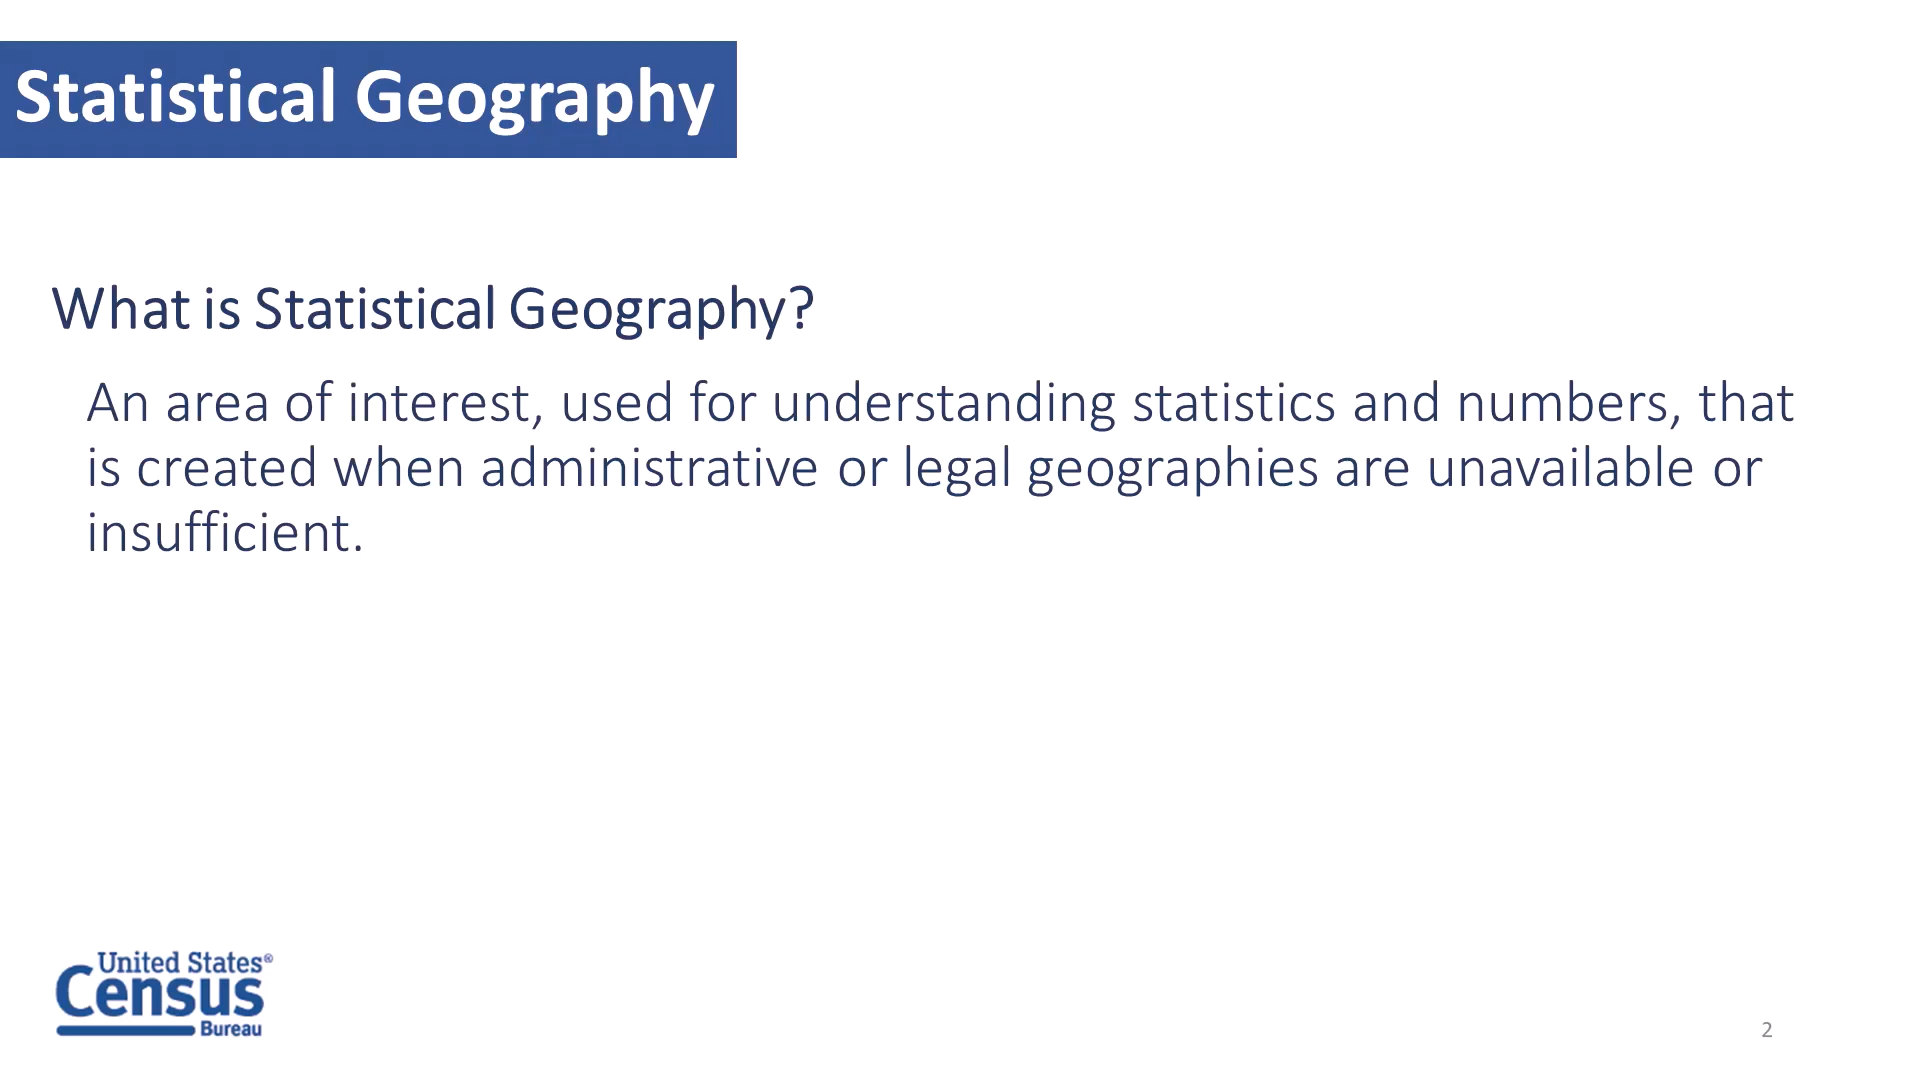 Statistical Geography
What is Statistical Geography?
An area of interest, used for understanding statistics and numbers, that
is created when administrative or legal geographies are unavailable or
insufficient.
United States®
Census
Bureau
2